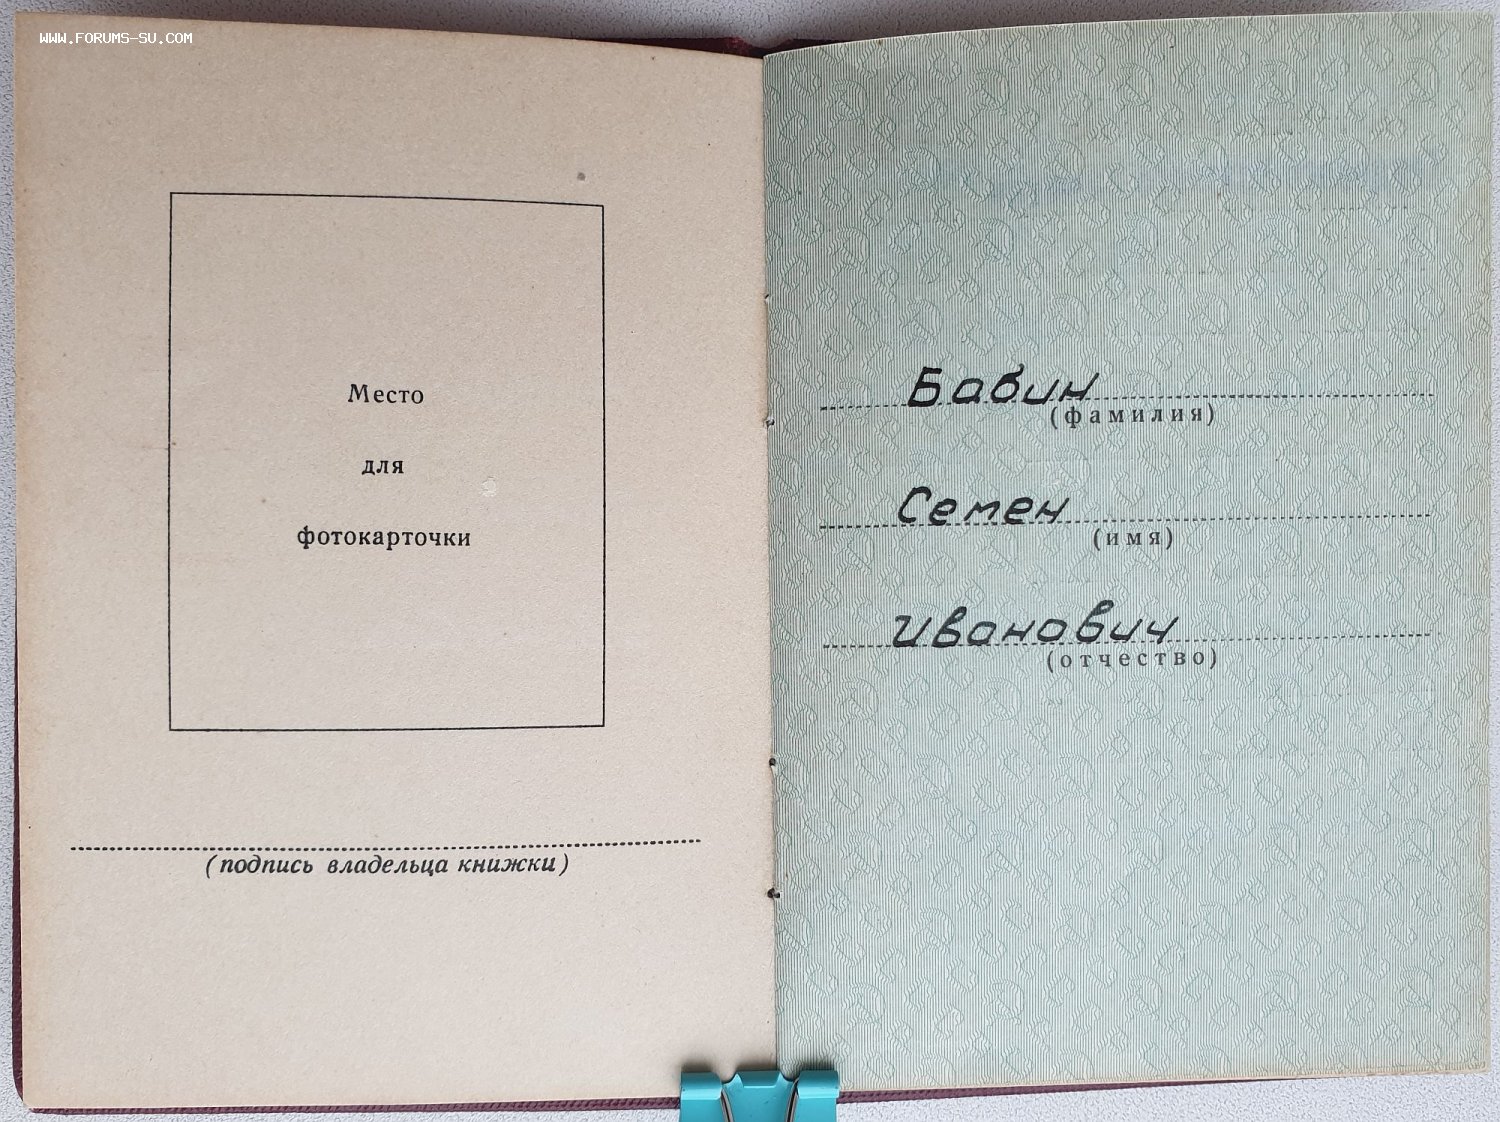 WWW.FORUMS-SU.COM
Место
для
фотокарточки
(подпись владельца книжки)
Бабин
(фамилия)
Семен
(имя)
Иванович
(отчество)